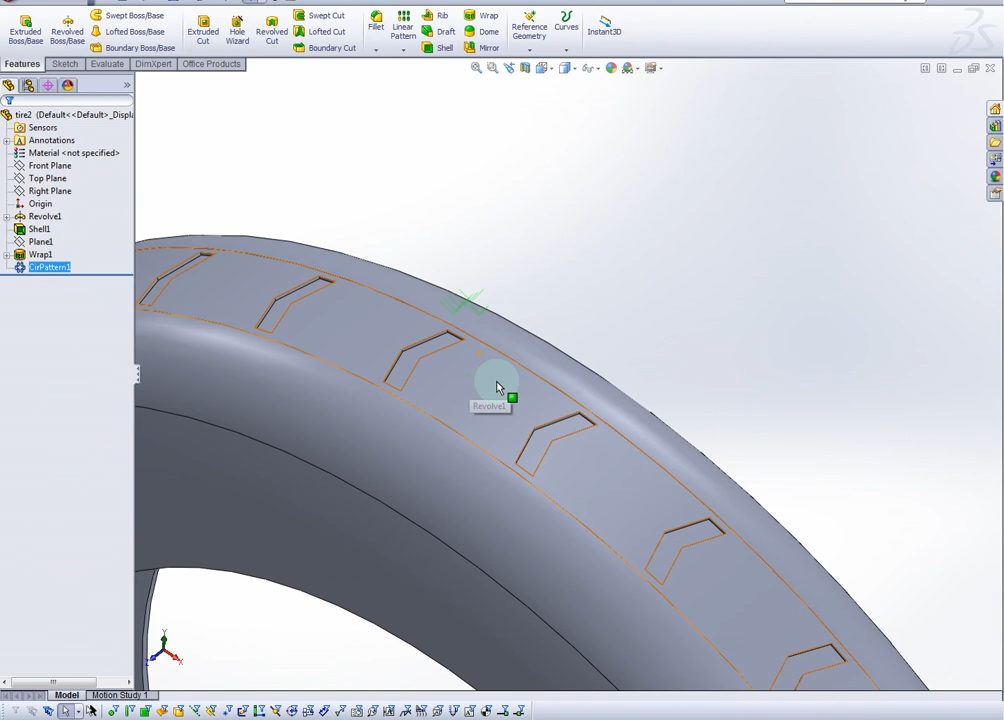 Extruded Boss/Base
Revolved Boss/Base
Swept Boss/Base
Lofted Boss/Base
Boundary Boss/Base
Extruded Cut
Hole Wizard
Revolved Cut
Swept Cut
Lofted Cut
Boundary Cut
Fillet
Linear Pattern
Rib
Draft
Shell
Wrap
Dome
Mirror
Reference Geometry
Curves
Instant3D
Features
Sketch
Evaluate
DimXpert
Office Products
tire2 (Default<<Default>_Displa
Sensors
Annotations
Material <not specified>
Front Plane
Top Plane
Right Plane
Origin
Revolve1
Shell1
Plane1
Wrap1
CirPattern1
Revolve1
Y
Z
X
Model
Motion Study 1